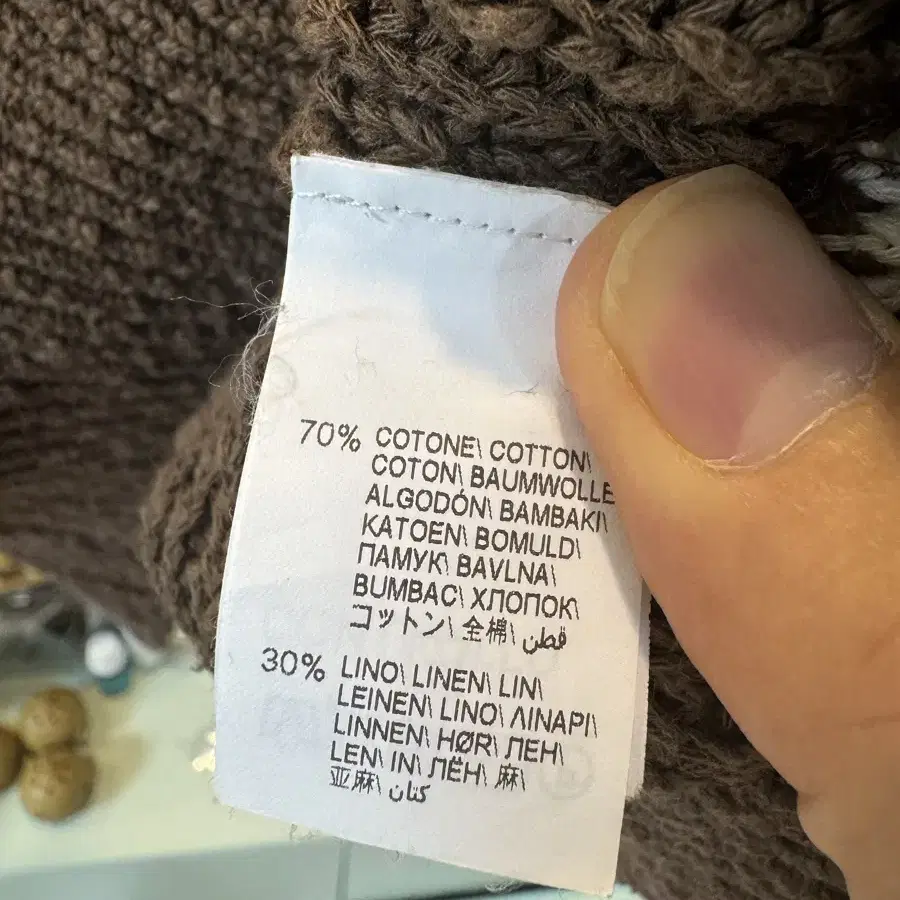 70% COTONE\ COTTON\
COTON\ BAUMWOLLE
ALGODÓN\ BAMBAKI\
KATOEN\ BOMULD\
ПАМУК\ BAVLNA\
BUMBAC\ ХЛОПОК\
コットン\ 全棉\ قطن
30% LINO\ LINEN\ LIN\
LEINEN\ LINO\ ΛΙΝΑΡΙ\
LINNEN\ HØR\ ЛЕН\
LEN\ IN\ ЛЁН\ 麻\
亚麻\ كتان